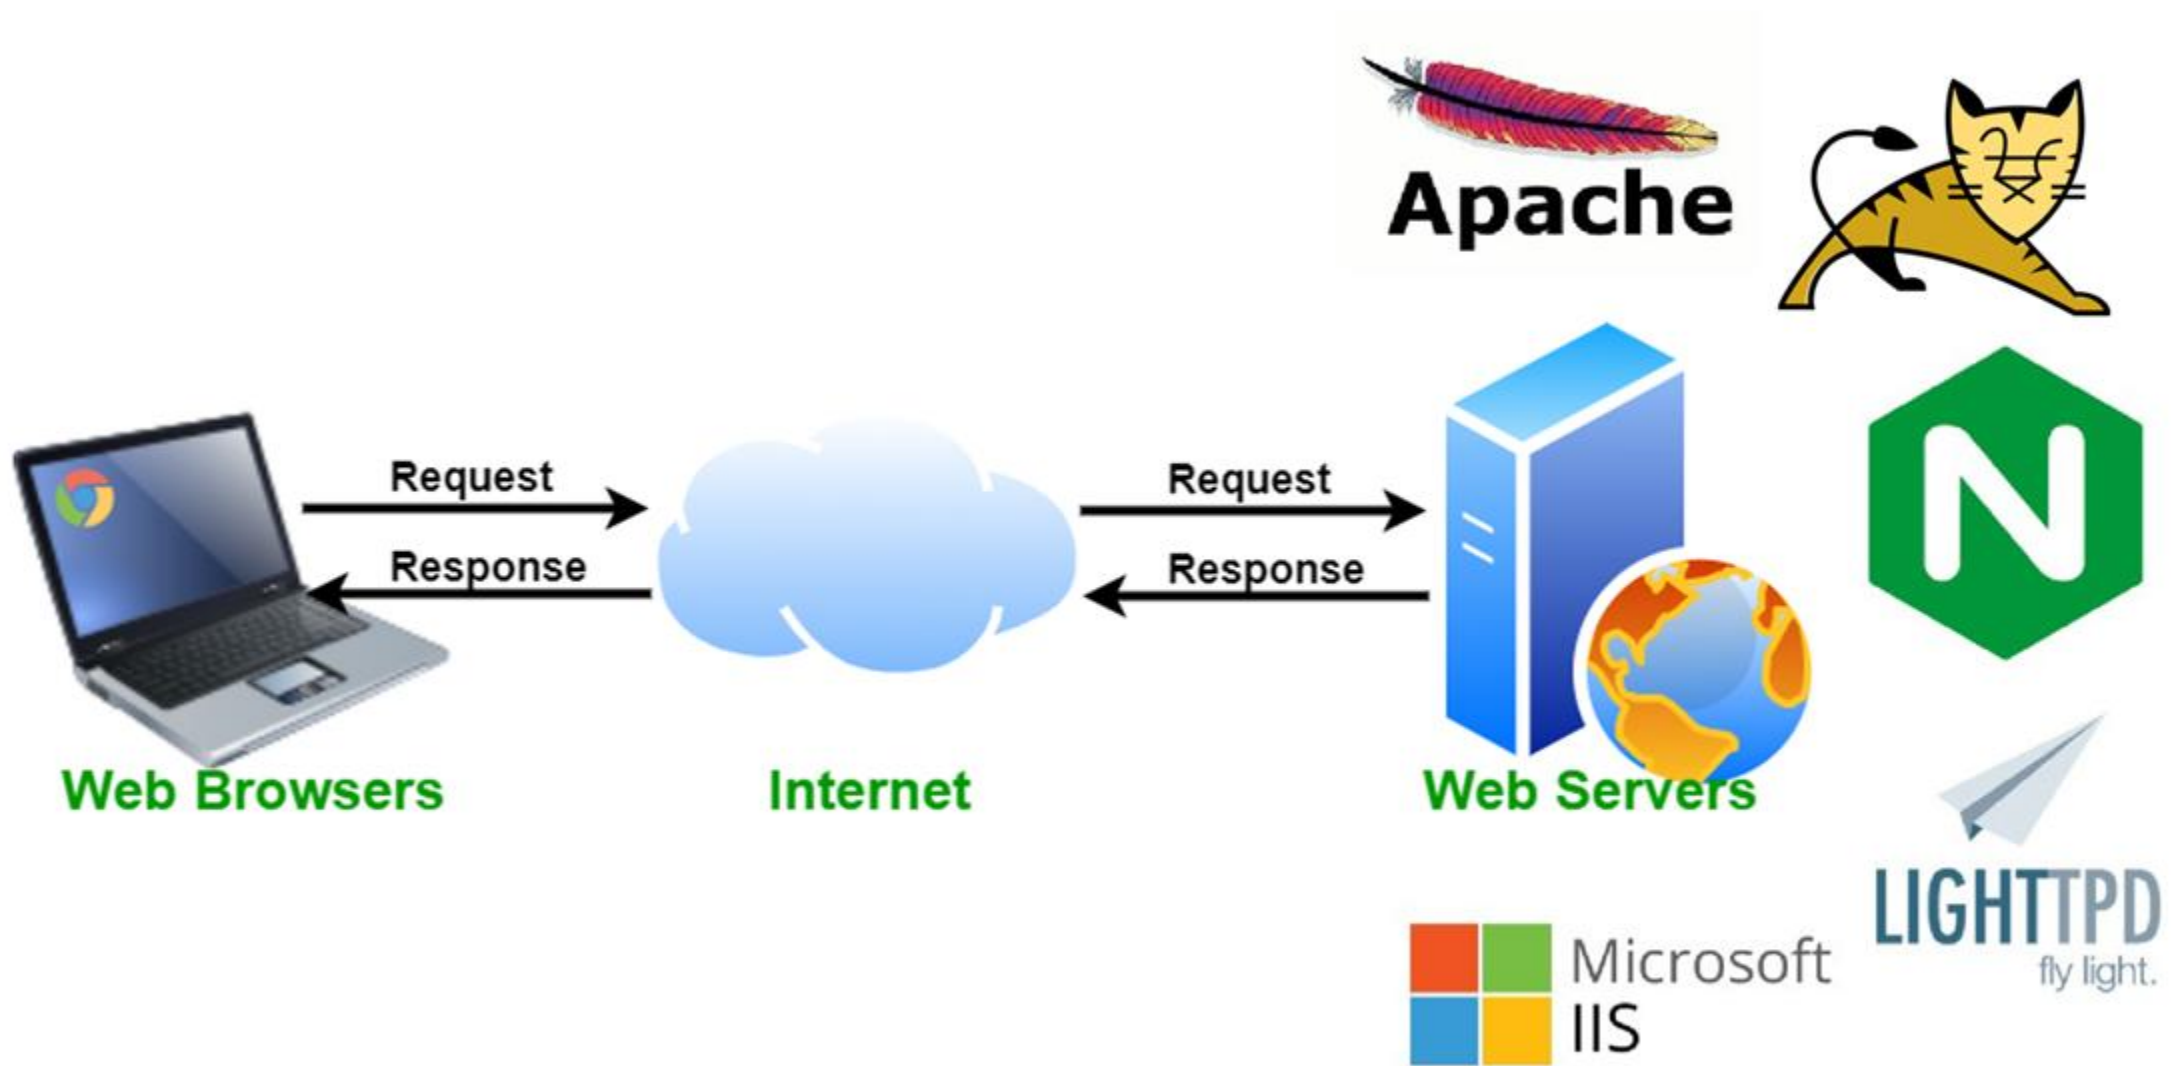 Apache
Request
Response
Request
Response
N
Web Browsers
Internet
Web Servers
LIGHTTPD
fly light.
Microsoft
IIS